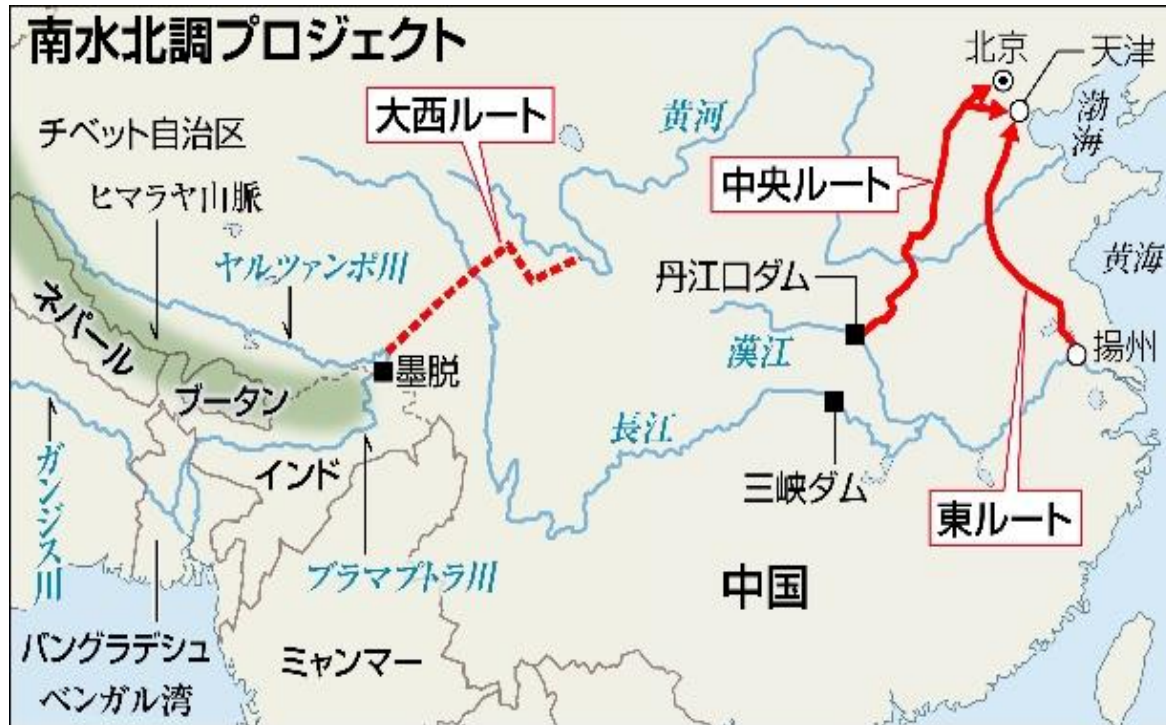 南水北調プロジェクト
北京
天津
大西ルート
黄河
渤海
チベット自治区
中央ルート
ヒマラヤ山脈
ヤルツァンポ川
丹江口ダム
黄海
ネパール
漢江
揚州
墨脱
ブータン
長江
ガンジス川
インド
三峡ダム
東ルート
ブラマプトラ川
中国
バングラデシュ
ミャンマー
ベンガル湾